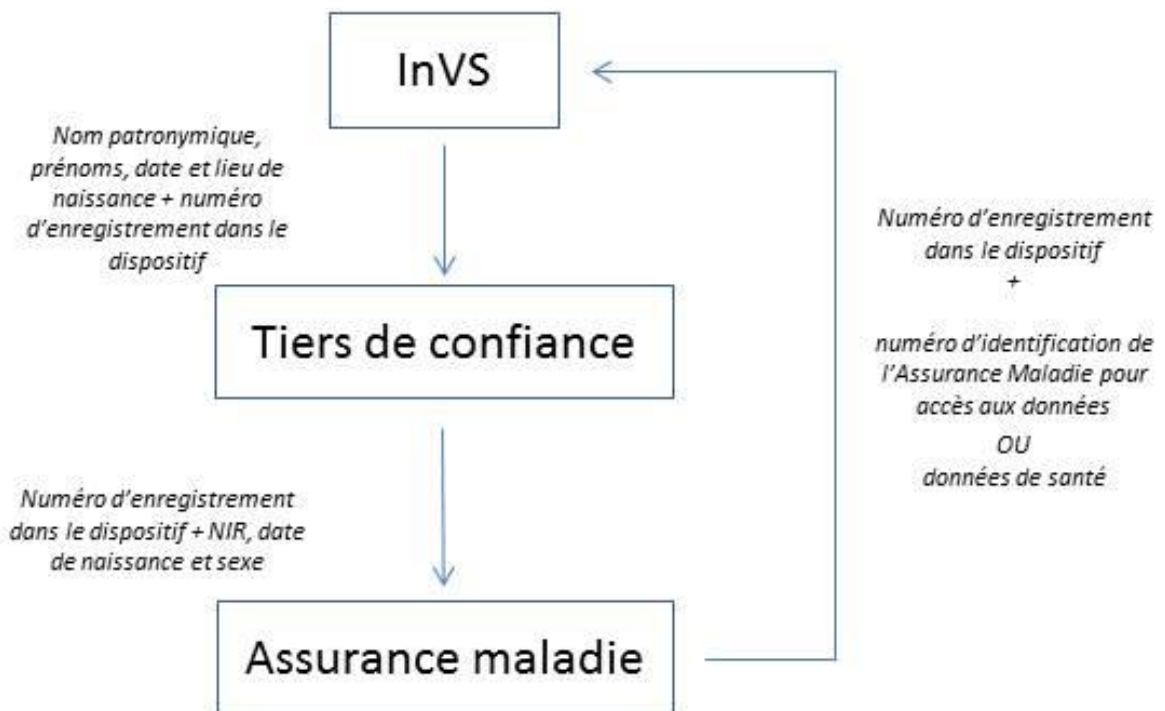 InVS
Nom patronymique,
prénoms, date et lieu de
naissance + numéro
d'enregistrement dans le
dispositif
Tiers de confiance
Numéro d'enregistrement
dans le dispositif + NIR, date
de naissance et sexe
Assurance maladie
Numéro d'enregistrement
dans le dispositif
+
numéro d'identification de
l'Assurance Maladie pour
accès aux données
OU
données de santé